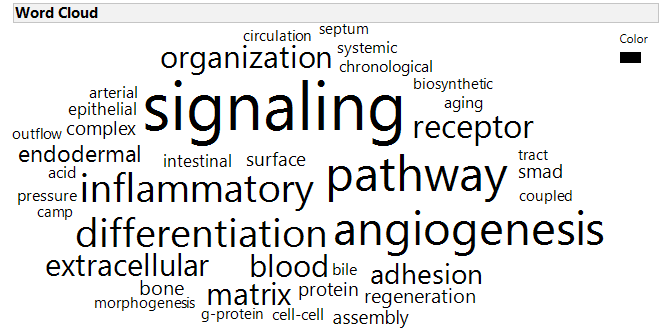 Word Cloud
Color
circulation septum
organization systemic
chronological
arterial signaling biosynthetic
epithelial aging
outflow complex receptor
endodermal intestinal surface tract
acid inflammatory pathway smad
pressure coupled
camp
differentiation angiogenesis
extracellular blood bile adhesion
bone matrix protein regeneration
morphogenesis
g-protein cell-cell assembly